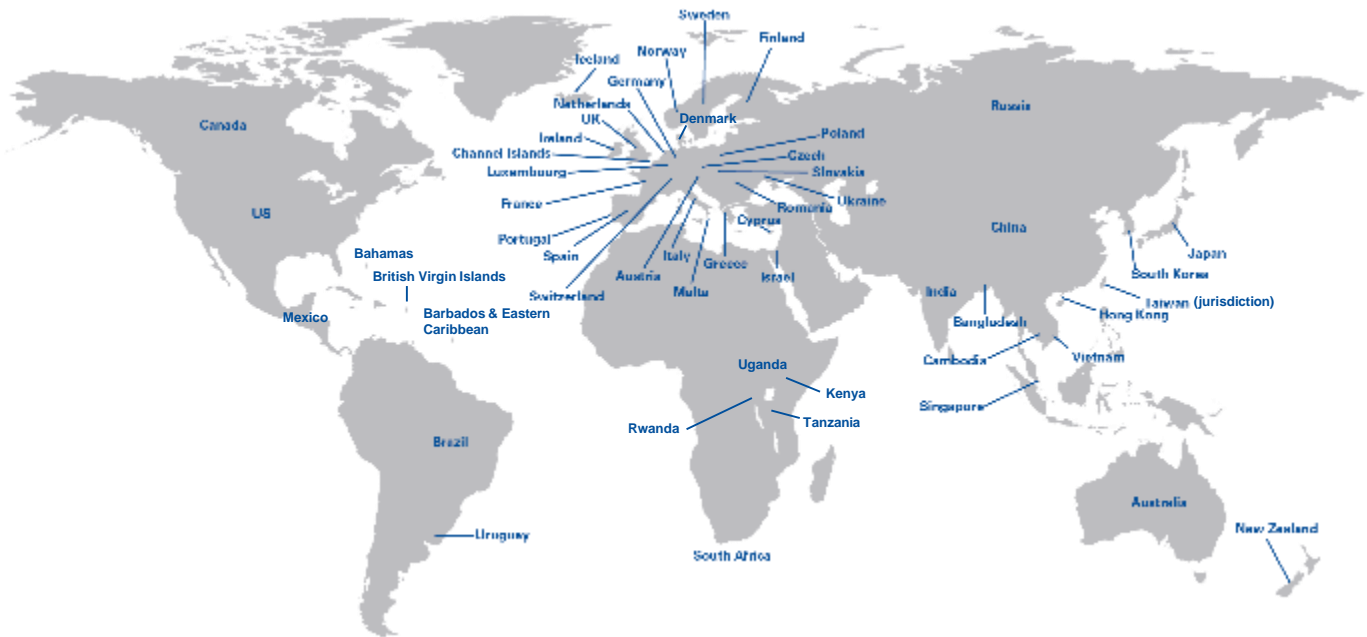 Sweden
Finland
Norway
Iceland
Germany
Netherlands
UK
Denmark
Ireland
Channel Islands
Luxembourg
France
Portugal
Spain
Switzerland
Austria
Italy
Malta
Greece
Cyprus
Israel
Poland
Czech
Slovakia
Ukraine
Romania
Russia
Canada
US
Bahamas
British Virgin Islands
Barbados & Eastern
Caribbean
Mexico
Brazil
Uruguay
Uganda
Kenya
Rwanda
Tanzania
South Africa
China
Japan
South Korea
Taiwan (jurisdiction)
Hong Kong
India
Bangladesh
Cambodia
Vietnam
Singapore
Australia
New Zealand